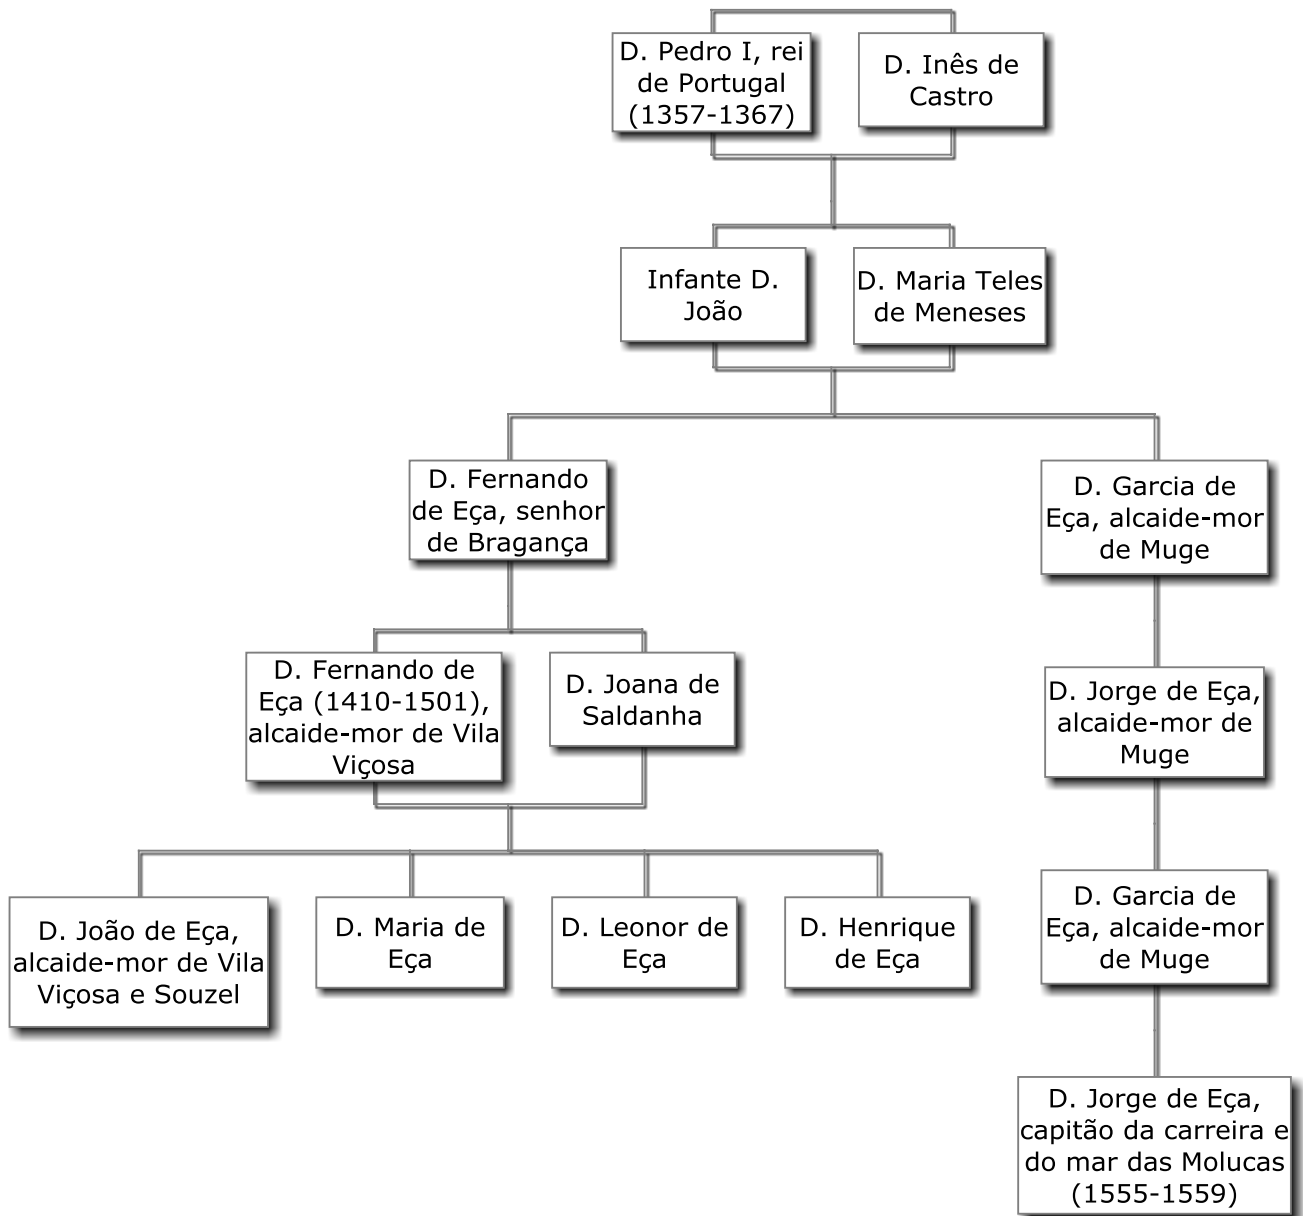 D. Pedro I, rei
de Portugal
(1357-1367)
D. Inês de
Castro
Infante D.
João
D. Maria Teles
de Meneses
D. Fernando
de Eça, senhor
de Bragança
D. Garcia de
Eça, alcaide-mor
de Muge
D. Fernando de
Eça (1410-1501),
alcaide-mor de Vila
Viçosa
D. Joana de
Saldanha
D. Jorge de Eça,
alcaide-mor de
Muge
D. João de Eça,
alcaide-mor de Vila
Viçosa e Souzel
D. Maria de
Eça
D. Leonor de
Eça
D. Henrique
de Eça
D. Garcia de
Eça, alcaide-mor
de Muge
D. Jorge de Eça,
capitão da carreira e
do mar das Molucas
(1555-1559)